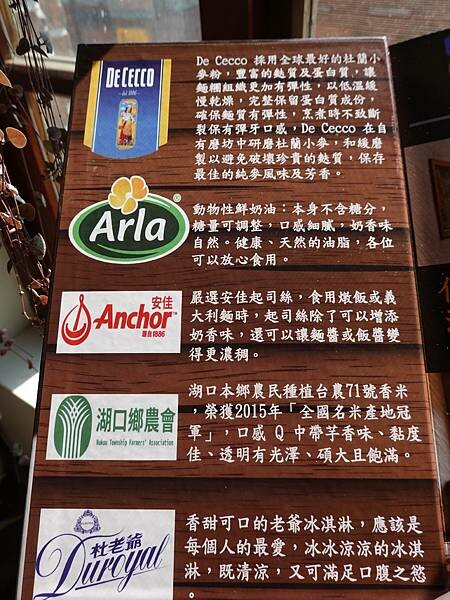 DE CECCO
del 1886
De Cecco 採用全球最好的杜蘭小
麥粉，豐富的麩質及蛋白質，讓
麵糰組織更加有彈性，以低溫緩
慢乾燥，完整保留蛋白質成份，
確保麵質有彈性，烹煮時不致斷
裂保有彈牙口感，De Cecco 在自
有磨坊中研磨杜蘭小麥，和緩磨
製以避免破壞珍貴的麩質，保存
最佳的純麥風味及芳香。
Arla
®
動物性鮮奶油：本身不含糖分，
糖量可調整，口感細膩，奶香味
自然。健康、天然的油脂，各位
可以放心食用。
安佳
Anchor
源自1886
嚴選安佳起司絲，食用燉飯或義
大利麵時，起司絲除了可以增添
奶香味，還可以讓麵醬或飯醬變
得更濃稠。
湖口鄉農會
Hukou Township Farmers' Association
湖口本鄉農民種植台農71號香米
，榮獲2015年「全國名米產地冠
軍」，口感 Q 中帶芋香味、黏度
佳、透明有光澤、碩大且飽滿。
杜老爺
Duroyal
香甜可口的老爺冰淇淋，應該是
每個人的最愛，冰冰涼涼的冰淇
淋，既清涼，又可滿足口腹之慾
。